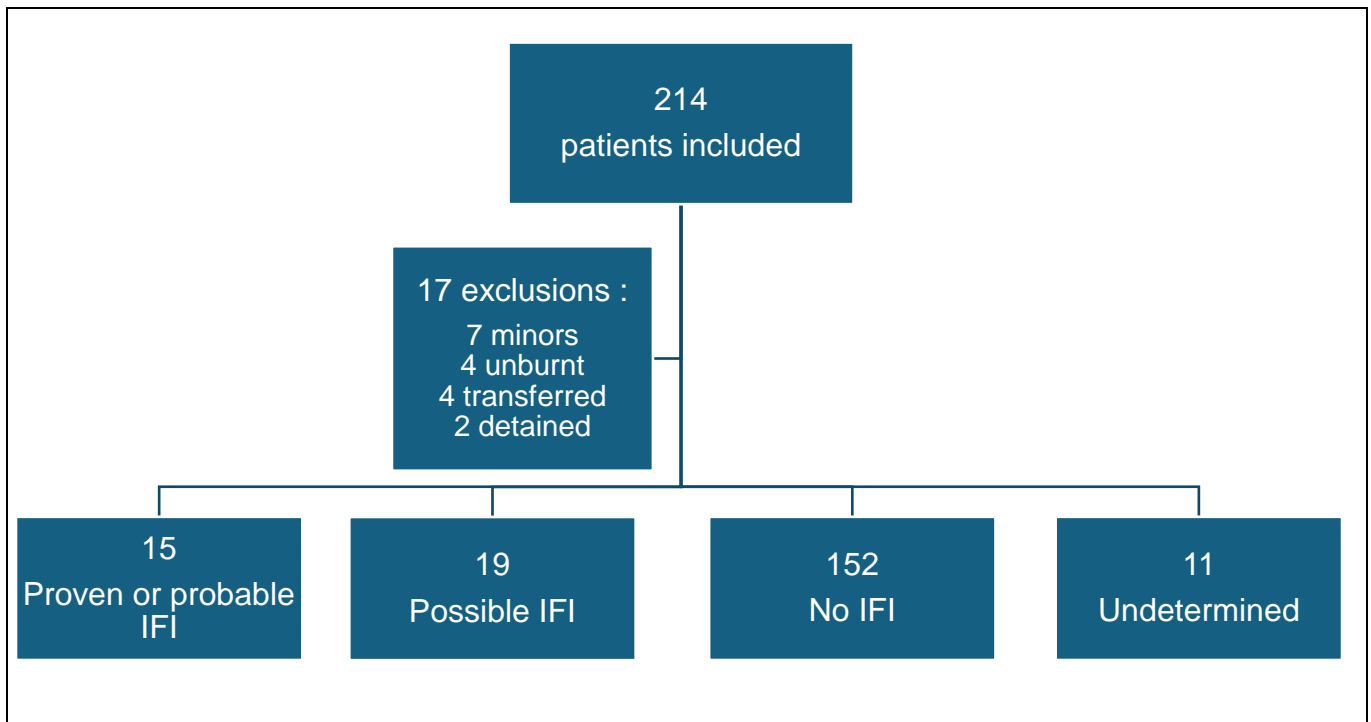 214
patients included
17 exclusions :
7 minors
4 unburnt
4 transferred
2 detained
15
Proven or probable
IFI
19
Possible IFI
152
No IFI
11
Undetermined